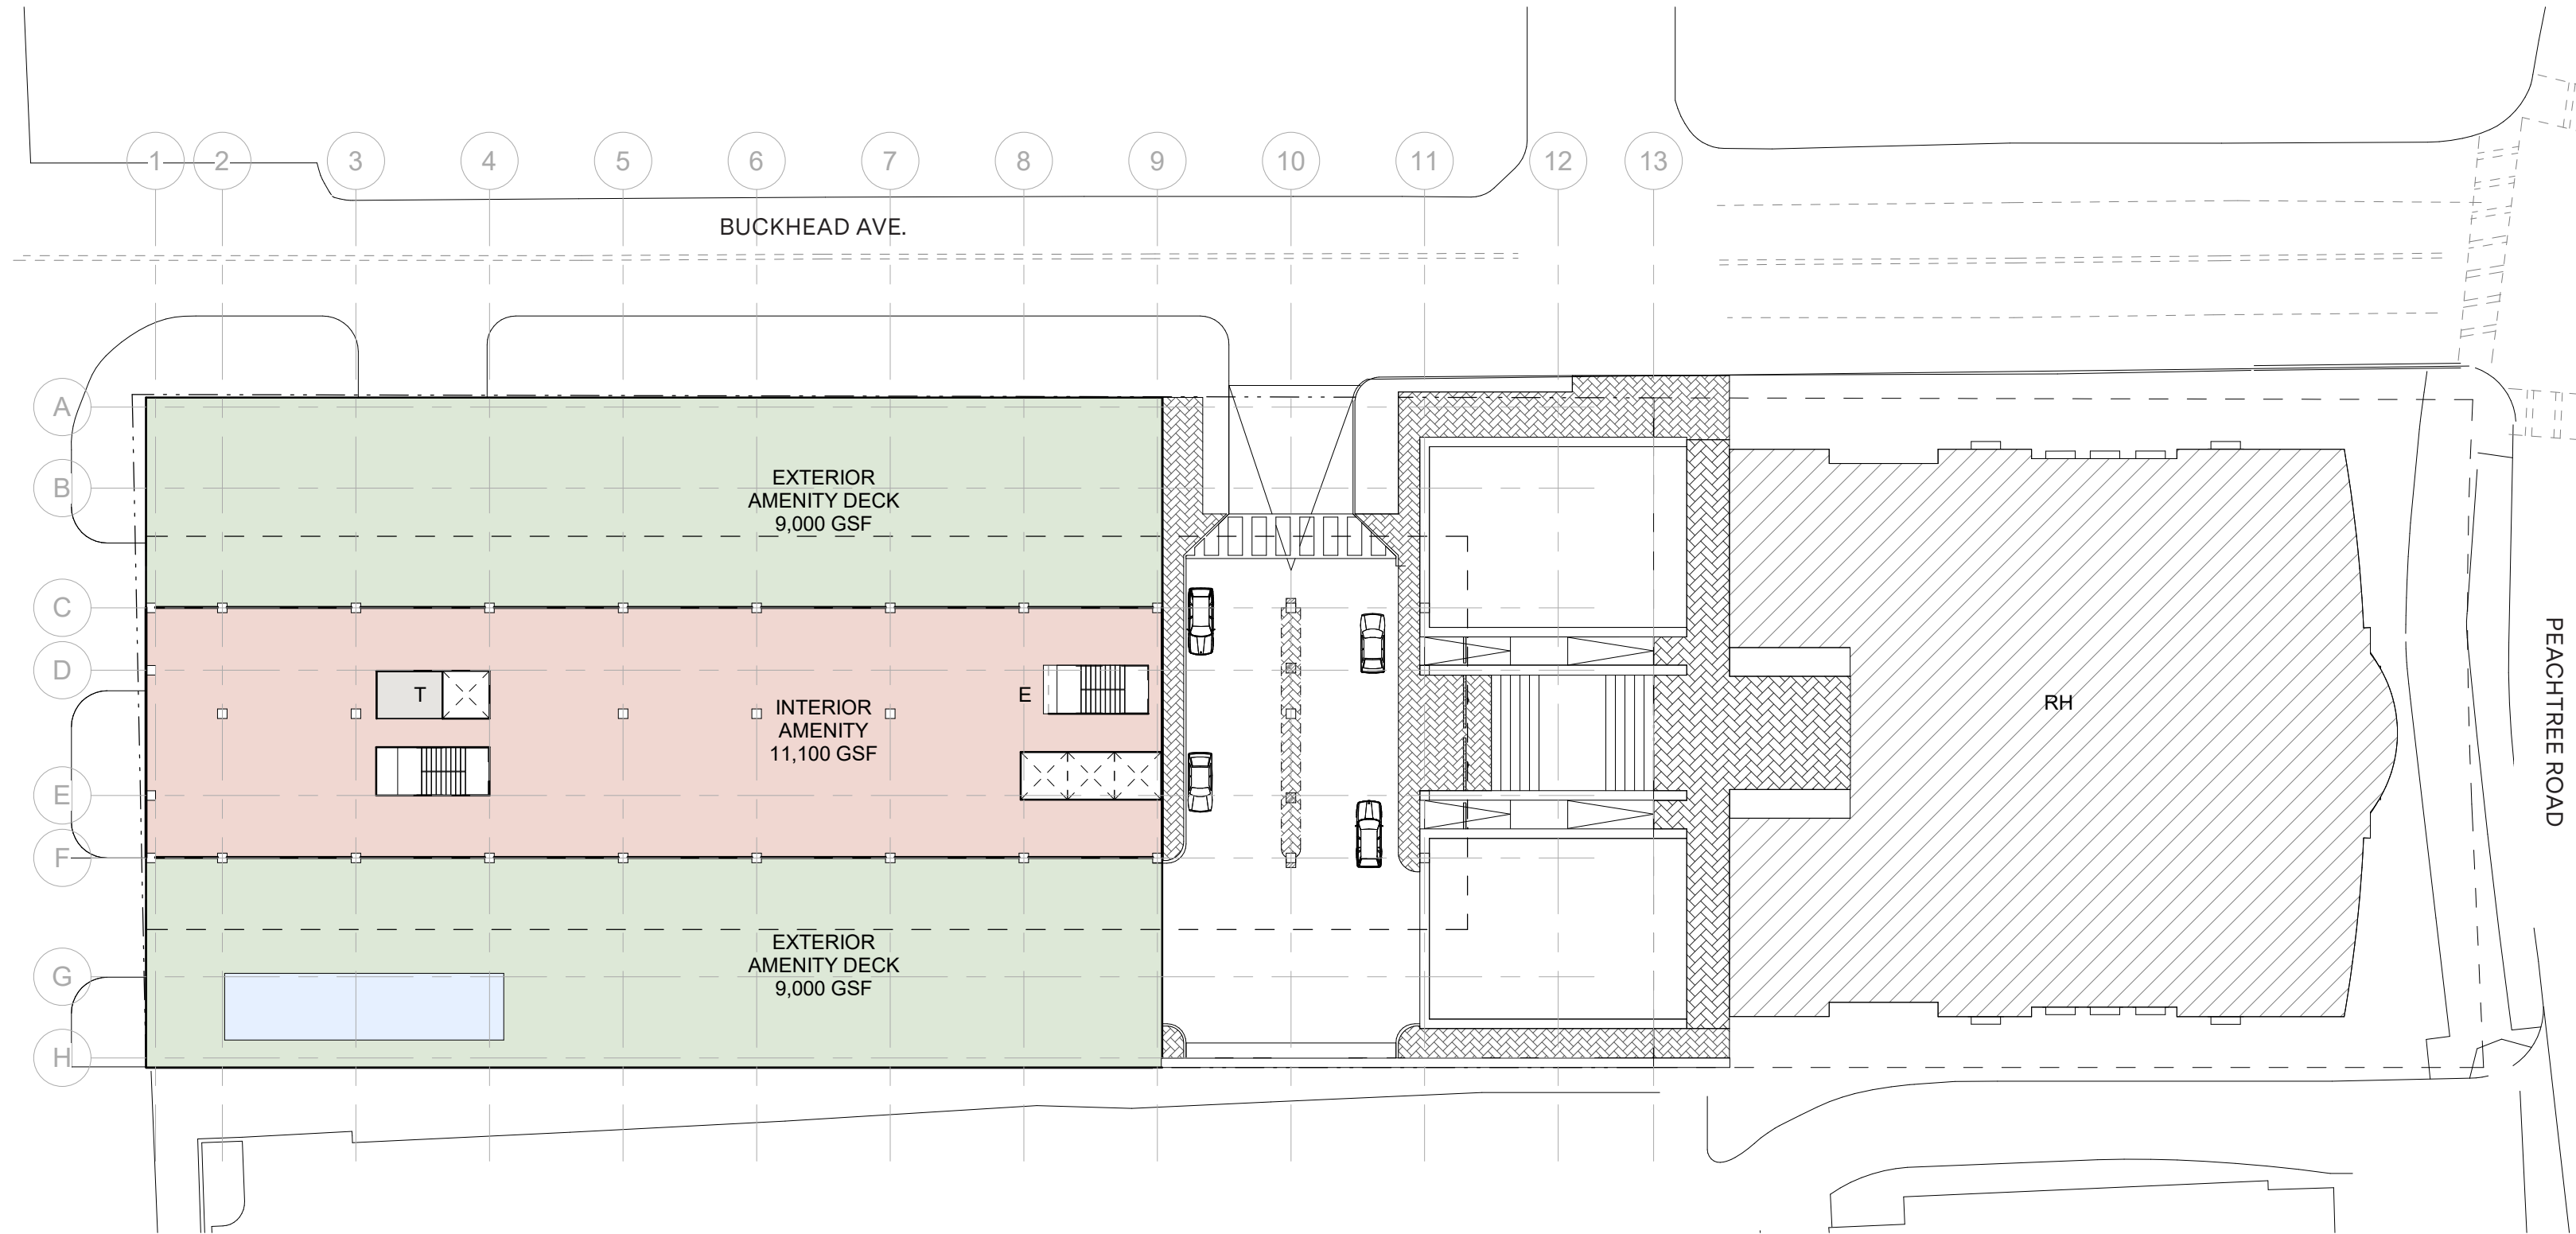 1 2 3 4 5 6 7 8 9 10 11 12 13
BUCKHEAD AVE.
A
B
C
D
E
F
G
H
EXTERIOR
AMENITY DECK
9,000 GSF
T
E
INTERIOR
AMENITY
11,100 GSF
EXTERIOR
AMENITY DECK
9,000 GSF
RH
PEACHTREE ROAD